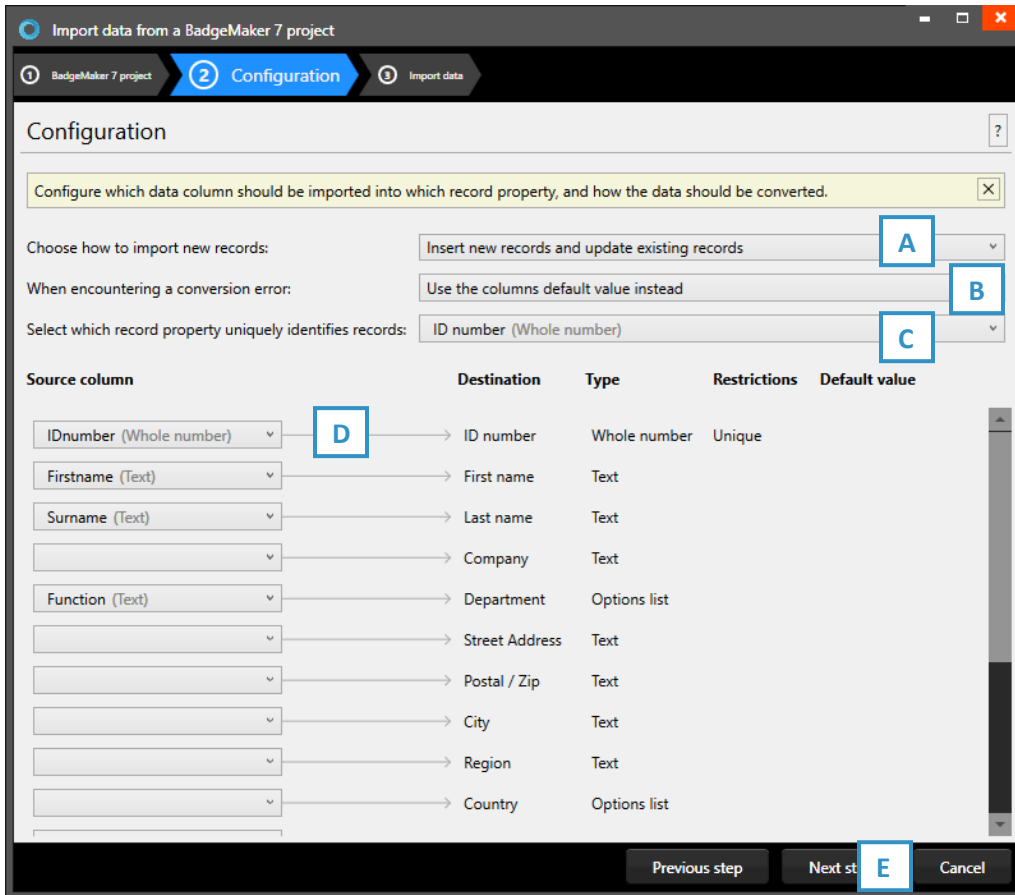 Import data from a BadgeMaker 7 project
1 BadgeMaker 7 project 2 Configuration 3 Import data
Configuration ?
Configure which data column should be imported into which record property, and how the data should be converted.
Choose how to import new records: Insert new records and update existing records A
When encountering a conversion error: Use the columns default value instead B
Select which record property uniquely identifies records: ID number (Whole number) C
Source column Destination Type Restrictions Default value
IDnumber (Whole number) D ID number Whole number Unique
Firstname (Text) First name Text
Surname (Text) Last name Text
Company Text
Function (Text) Department Options list
Street Address Text
Postal / Zip Text
City Text
Region Text
Country Options list
Previous step Next st E Cancel